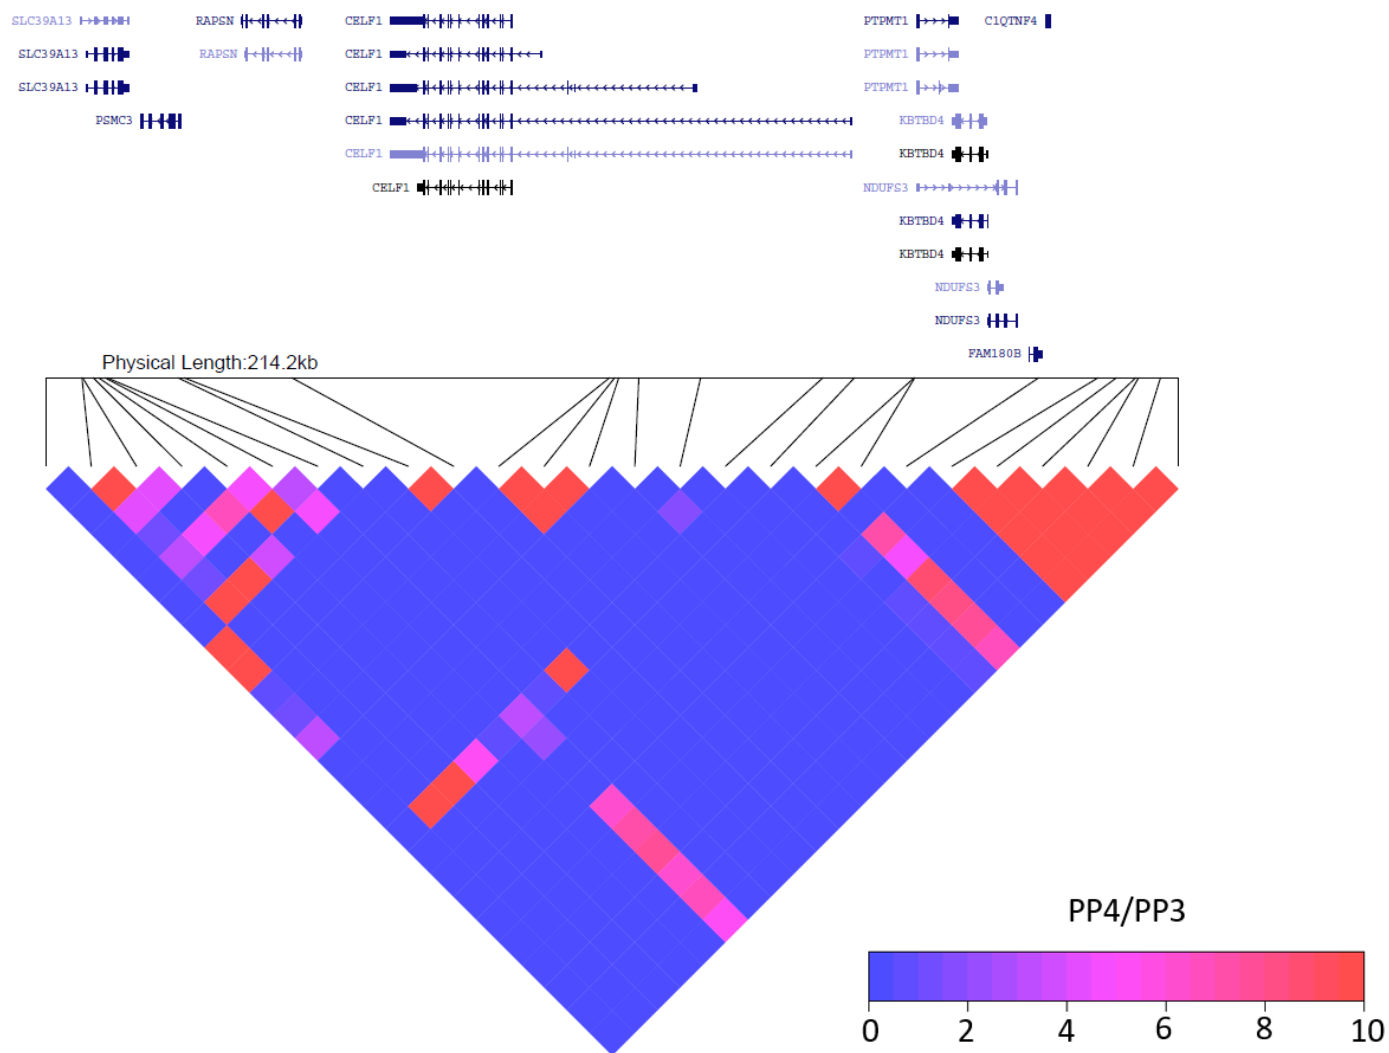 SLC39A13 RAPSN CELF1 PTPMT1 C1QTNF4
SLC39A13 RAPSN CELF1 PTPMT1
SLC39A13 CELF1 PTPMT1
PSMC3 CELF1 KBTBD4
CELF1 KBTBD4
CELF1 NDUFS3
KBTBD4
KBTBD4
NDUFS3
NDUFS3
FAM180B
Physical Length:214.2kb
PP4/PP3
0 2 4 6 8 10